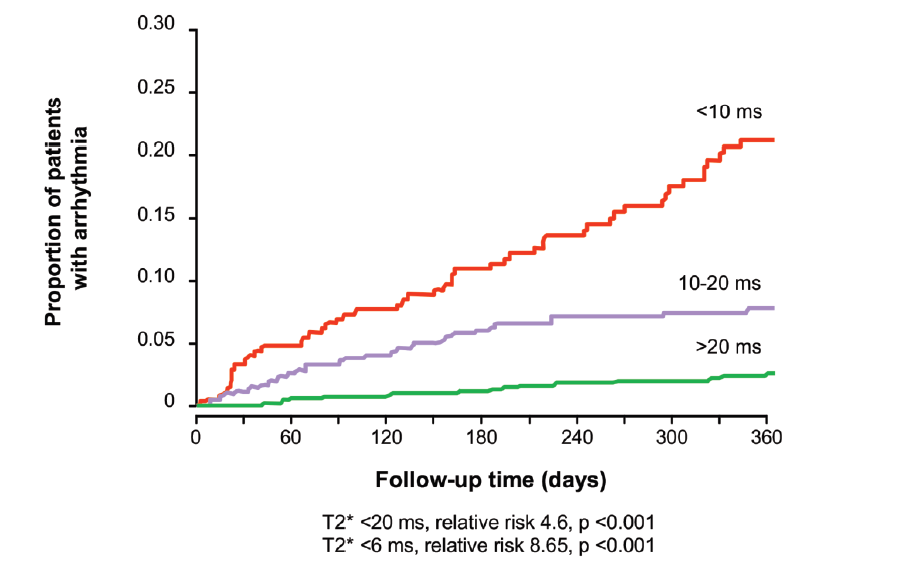 0.30
0.25
0.20
0.15
0.10
0.05
0
Proportion of patients
with arrhythmia
<10 ms
10-20 ms
>20 ms
0 60 120 180 240 300 360
Follow-up time (days)
T2* <20 ms, relative risk 4.6, p <0.001
T2* <6 ms, relative risk 8.65, p <0.001